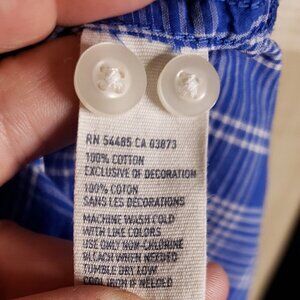 RN 54485 CA 03873
100% COTTON
EXCLUSIVE OF DECORATION
100% COTON
SANS LES DÉCORATIONS
MACHINE WASH COLD
WITH LIKE COLORS
USE ONLY NON-CHLORINE
BLEACH WHEN NEEDED
TUMBLE DRY LOW
COOL IRON IF NEEDED